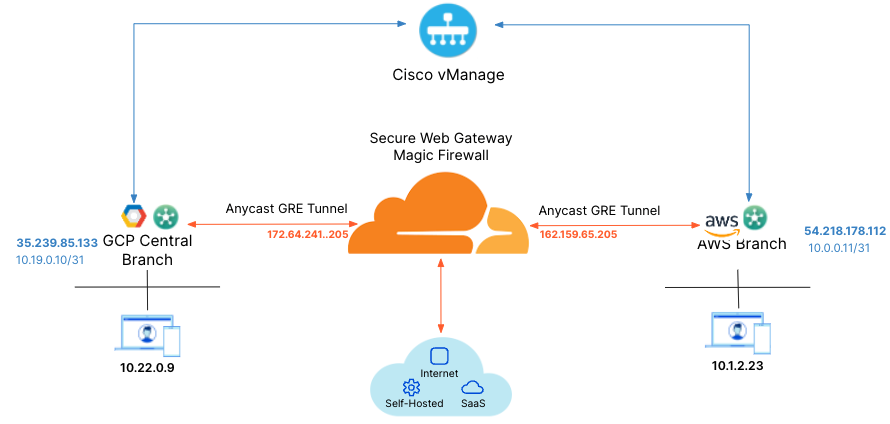 Cisco vManage
Secure Web Gateway
Magic Firewall
Anycast GRE Tunnel
172.64.241..205
Anycast GRE Tunnel
162.159.65.205
35.239.85.133
10.19.0.10/31
GCP Central
Branch
aws
AWS Branch
54.218.178.112
10.0.0.11/31
10.22.0.9
10.1.2.23
Internet
Self-Hosted
SaaS